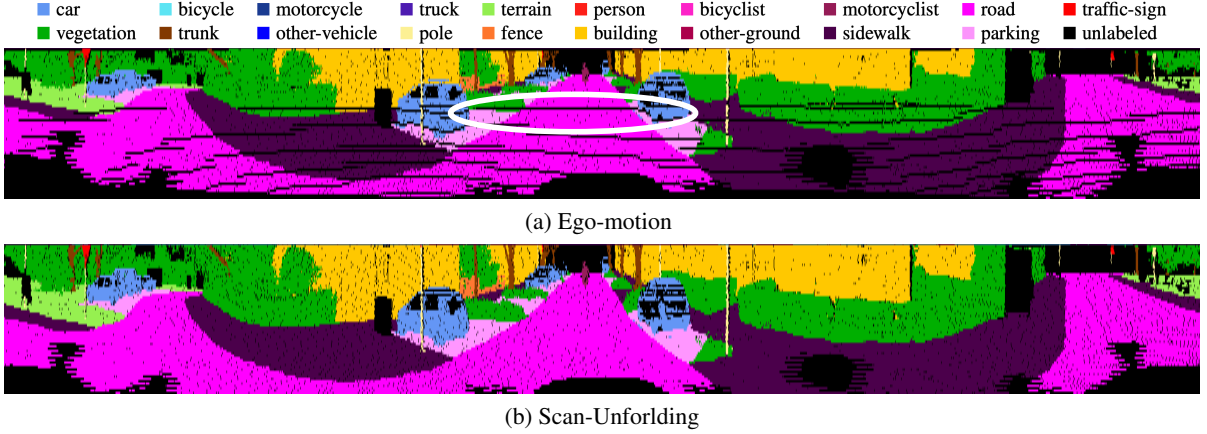 car bicycle motorcycle truck terrain person bicyclist motorcyclist road traffic-sign
vegetation trunk other-vehicle pole fence building other-ground sidewalk parking unlabeled
(a) Ego-motion
(b) Scan-Unforlding